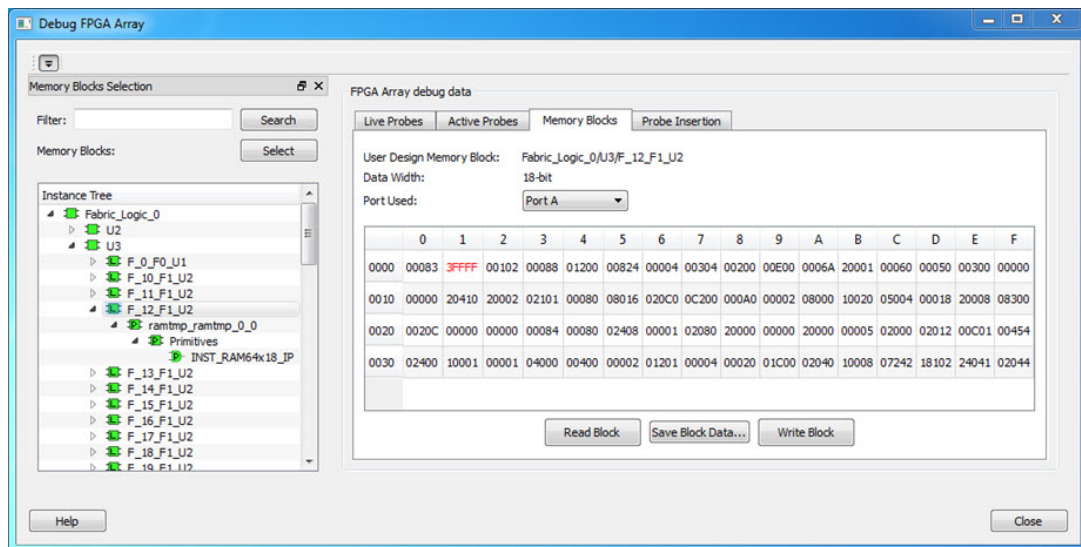 Debug FPGA Array
Memory Blocks Selection
Filter:
Search
Memory Blocks:
Select
Instance Tree
Fabric_Logic_0
U2
U3
F_0_F0_U1
F_10_F1_U2
F_11_F1_U2
F_12_F1_U2
ramtmp_ramtmp_0_0
Primitives
INST_RAM64x18_IP
F_13_F1_U2
F_14_F1_U2
F_15_F1_U2
F_16_F1_U2
F_17_F1_U2
F_18_F1_U2
F_19_F1_U2
FPGA Array debug data
Live Probes Active Probes Memory Blocks Probe Insertion
User Design Memory Block: Fabric_Logic_0/U3/F_12_F1_U2
Data Width: 18-bit
Port Used: Port A
0 1 2 3 4 5 6 7 8 9 A B C D E F
0000 00083 3FFFF 00102 00088 01200 00824 00004 00304 00200 00E00 0006A 20001 00060 00050 00300 00000
0010 00000 20410 20002 02101 00080 08016 020C0 0C200 000A0 00002 08000 10020 05004 00018 20008 08300
0020 0020C 00000 00000 00084 00080 02408 00001 02080 20000 00000 20000 00005 02000 02012 00C01 00454
0030 02400 10001 00001 04000 00400 00002 01201 00004 00020 01C00 02040 10008 07242 18102 24041 02044
Read Block Save Block Data... Write Block
Help
Close